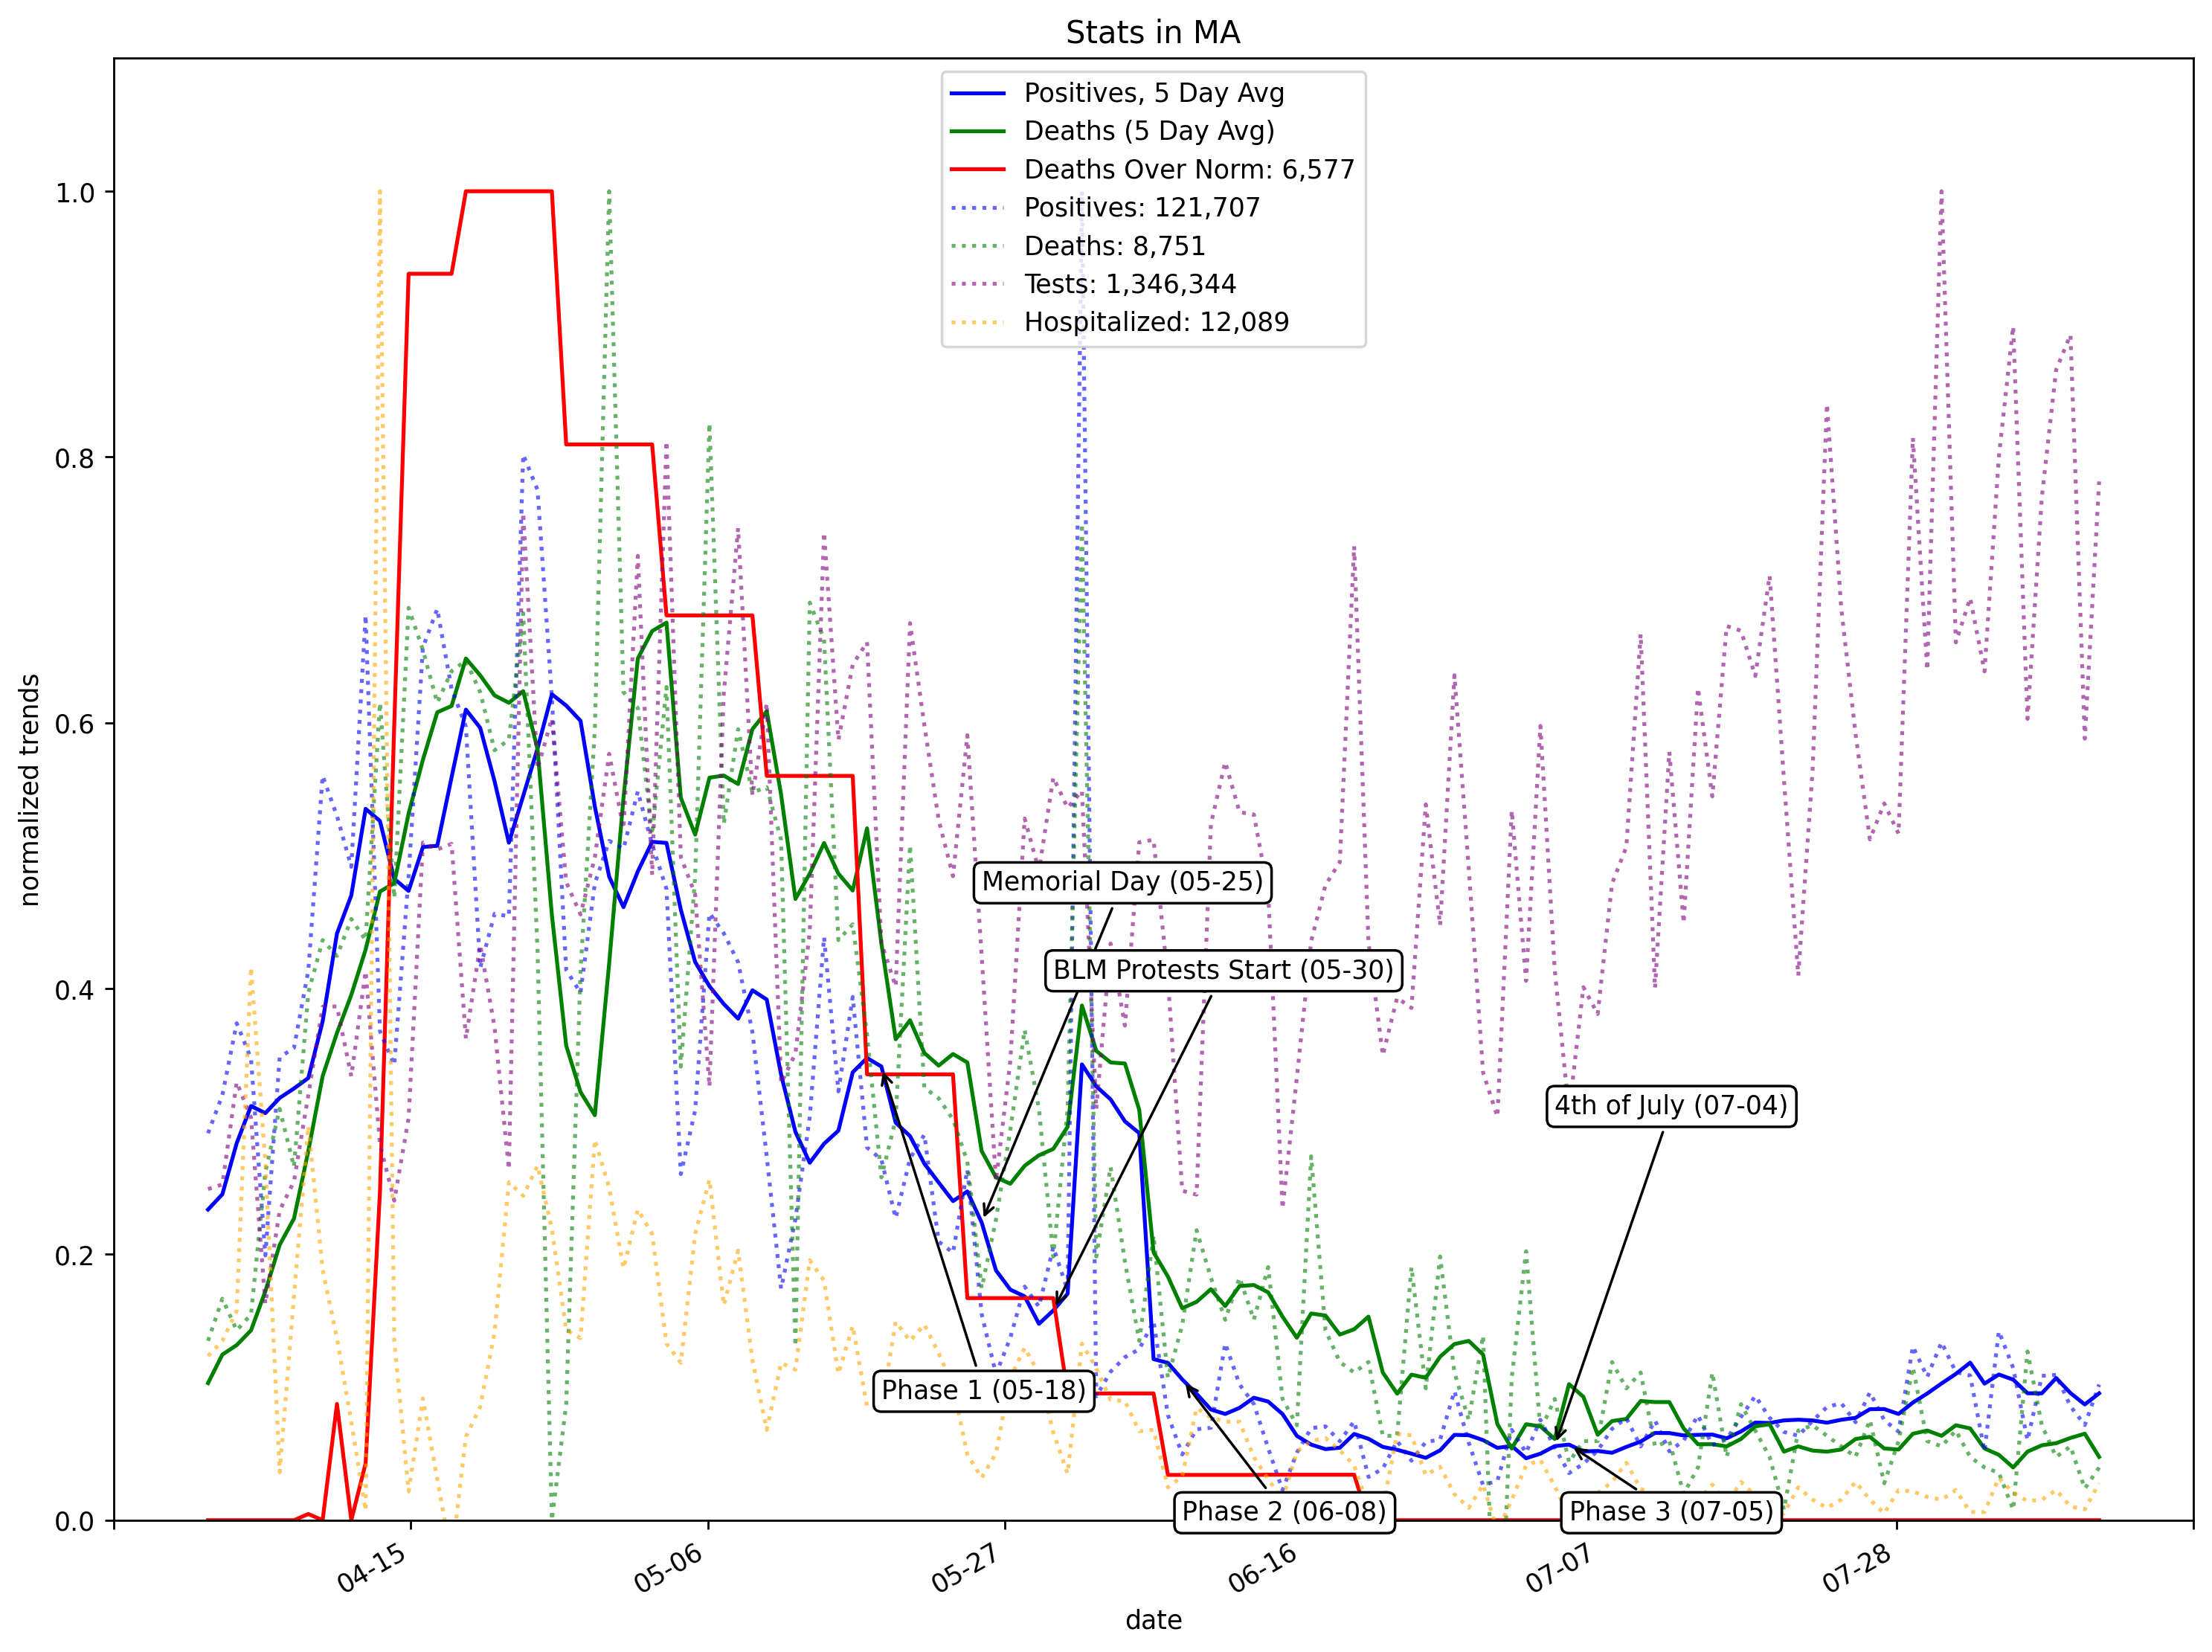 Stats in MA
Positives, 5 Day Avg
Deaths (5 Day Avg)
Deaths Over Norm: 6,577
Positives: 121,707
Deaths: 8,751
Tests: 1,346,344
Hospitalized: 12,089
1.0
0.8
0.6
0.4
0.2
0.0
normalized trends
Memorial Day (05-25)
BLM Protests Start (05-30)
4th of July (07-04)
Phase 1 (05-18)
Phase 2 (06-08)
Phase 3 (07-05)
04-15
05-06
05-27
06-16
07-07
07-28
date